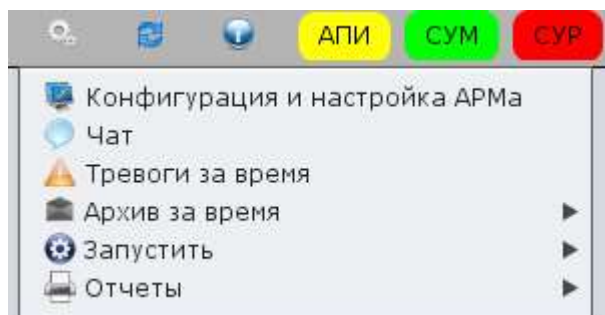 АПИ СУМ СУР
Конфигурация и настройка АРМа
Чат
Тревоги за время
Архив за время
Запустить
Отчеты